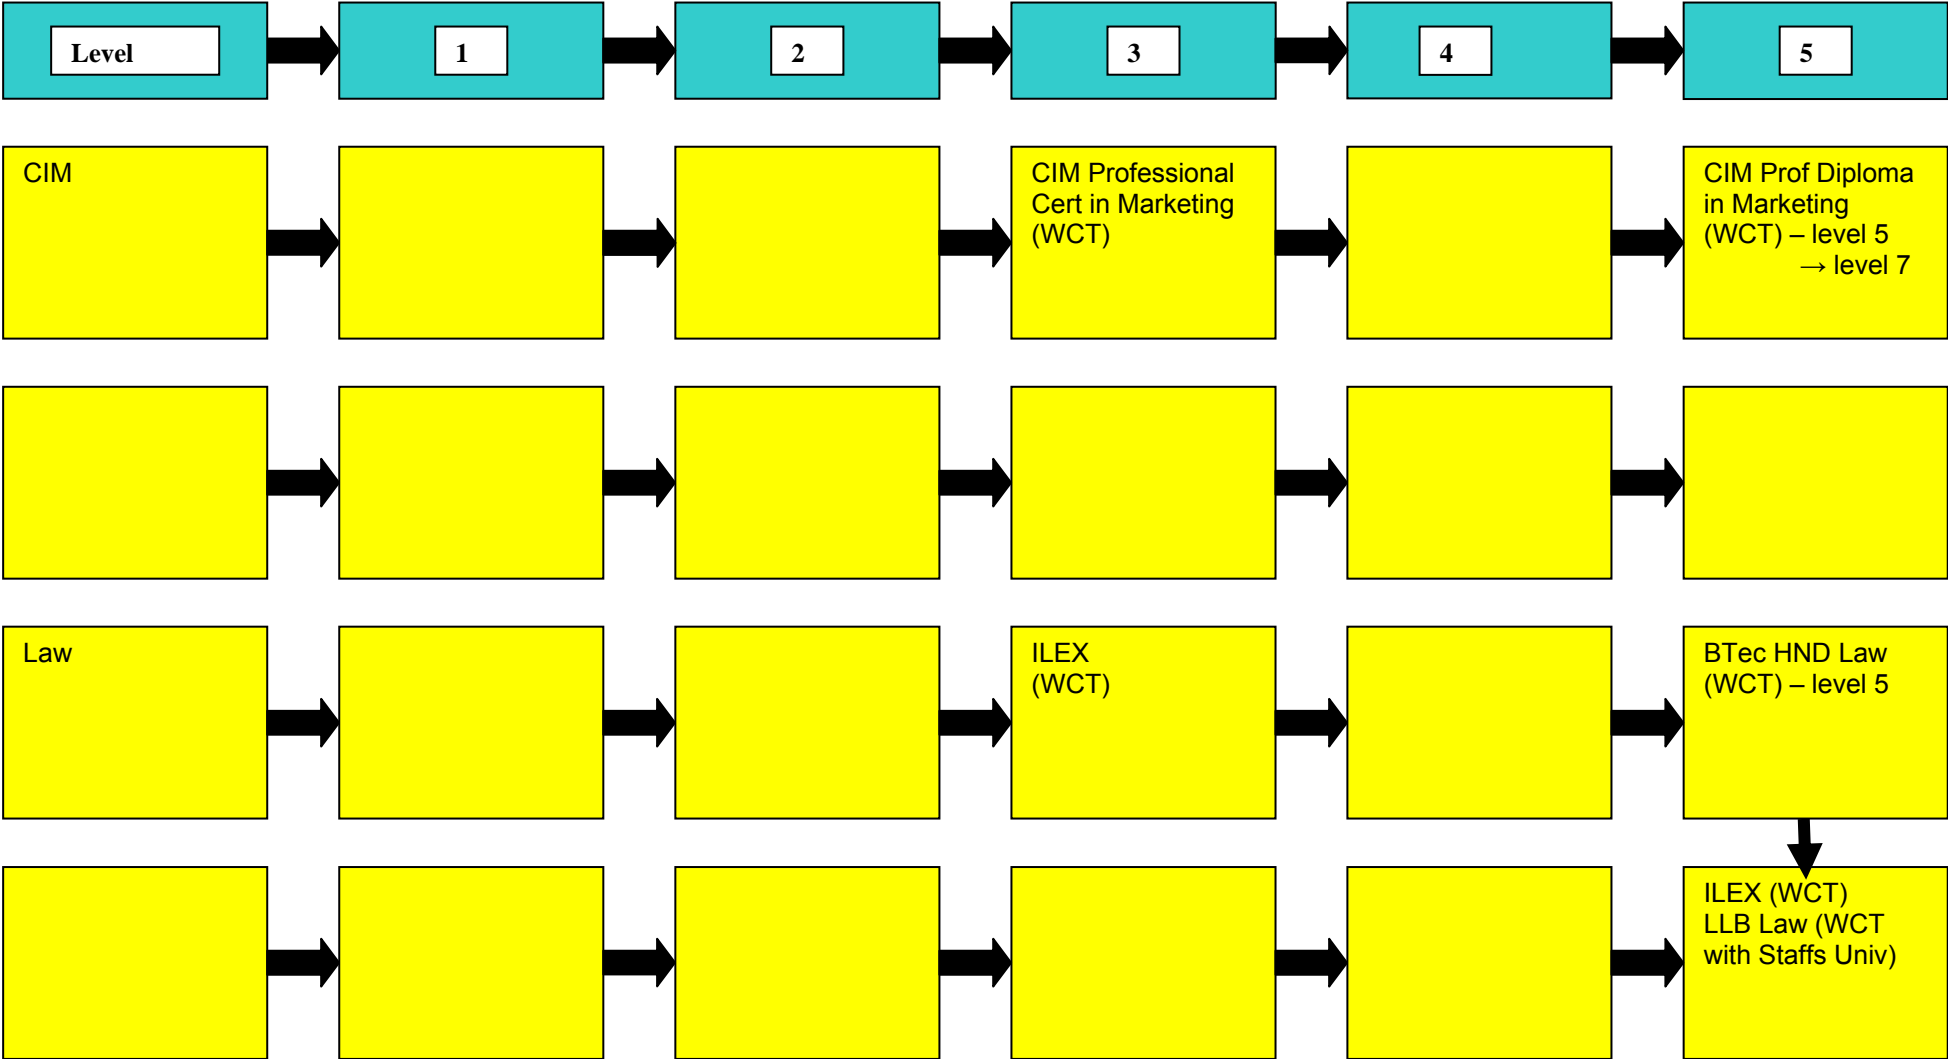 Level
1
2
3
4
5
CIM
CIM Professional
Cert in Marketing
(WCT)
CIM Prof Diploma
in Marketing
(WCT) – level 5
→ level 7
Law
ILEX
(WCT)
BTec HND Law
(WCT) – level 5
ILEX (WCT)
LLB Law (WCT
with Staffs Univ)